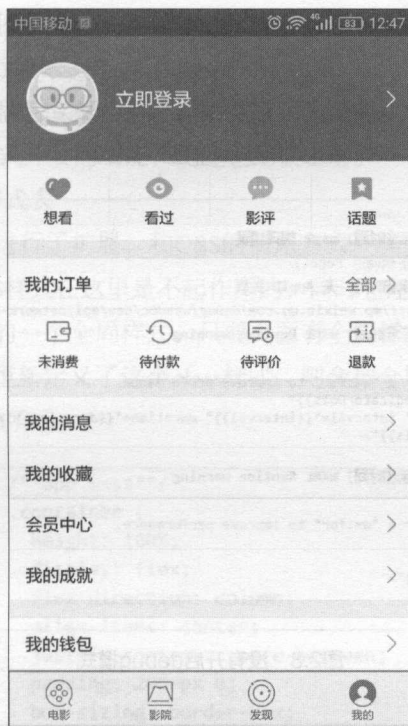 中国移动 4G 83 12:47
立即登录
想看 看过 影评 话题
我的订单 全部
未消费 待付款 待评价 退款
我的消息
我的收藏
会员中心
我的成就
我的钱包
电影 影院 发现 我的